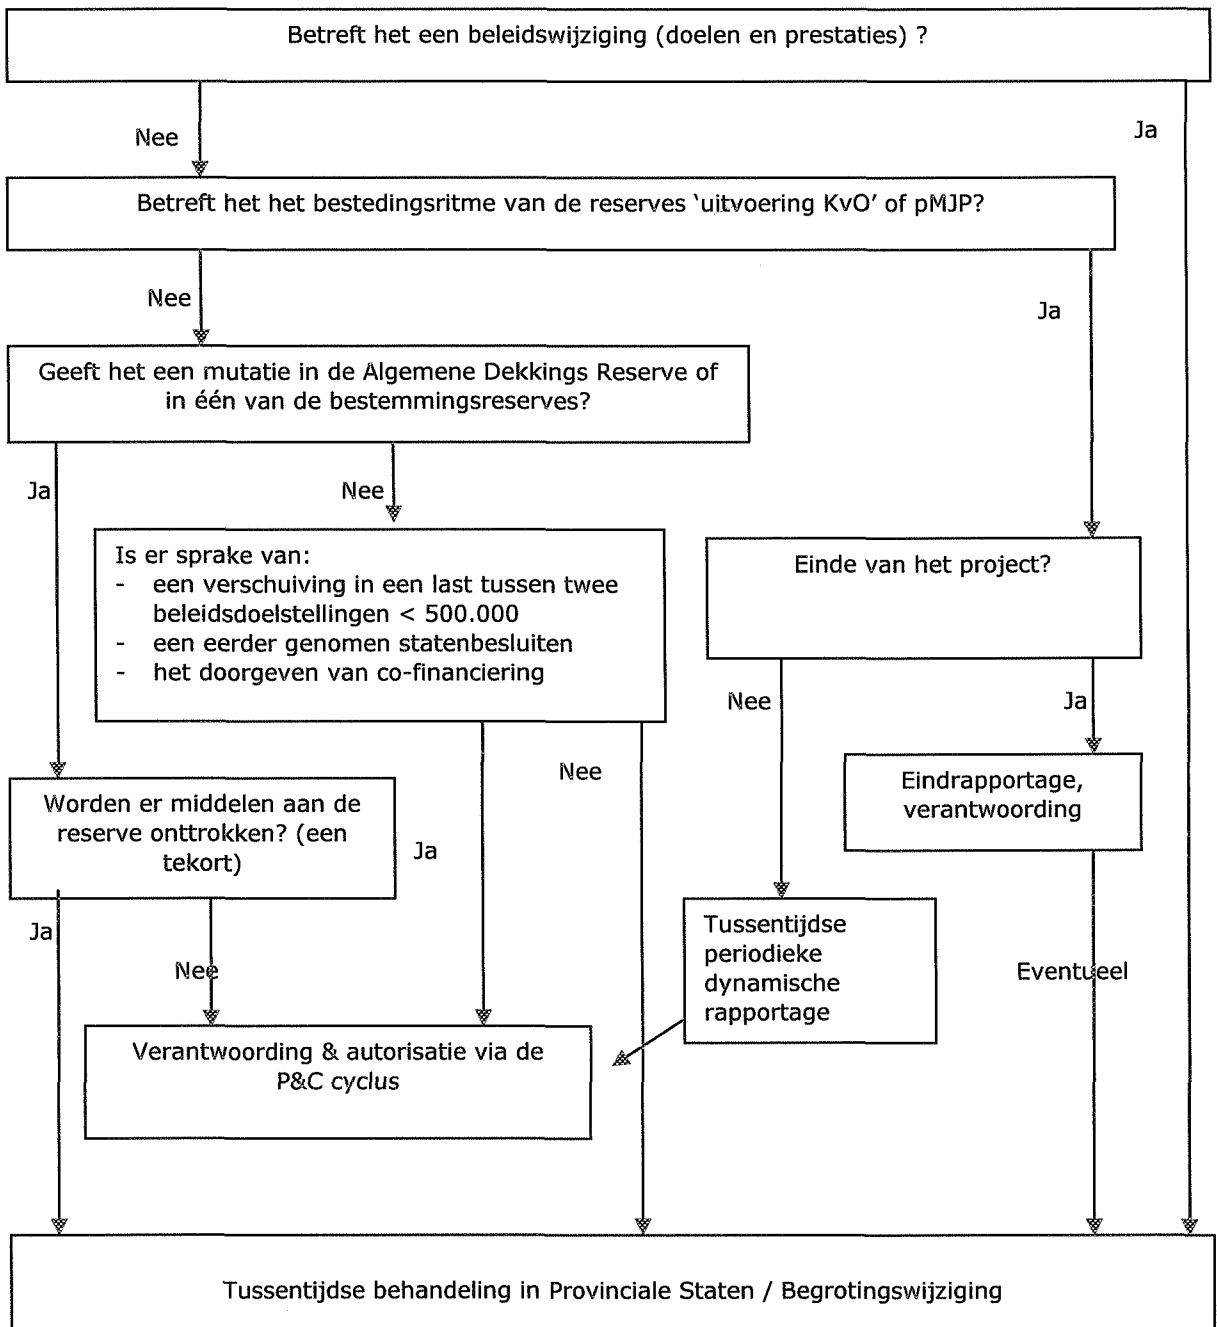 Betreft het een beleidswijziging (doelen en prestaties) ?
Nee
Ja
Betreft het het bestedingsritme van de reserves 'uitvoering KvO' of pMJP?
Nee
Ja
Geeft het een mutatie in de Algemene Dekkings Reserve of
in één van de bestemmingsreserves?
Ja
Nee
Is er sprake van:
- een verschuiving in een last tussen twee
beleidsdoelstellingen < 500.000
- een eerder genomen statenbesluiten
- het doorgeven van co-financiering
Einde van het project?
Nee
Ja
Nee
Eindrapportage,
verantwoording
Worden er middelen aan de
reserve onttrokken? (een
tekort)
Ja
Ja
Nee
Tussentijdse
periodieke
dynamische
rapportage
Eventueel
Verantwoording & autorisatie via de
P&C cyclus
Tussentijdse behandeling in Provinciale Staten / Begrotingswijziging